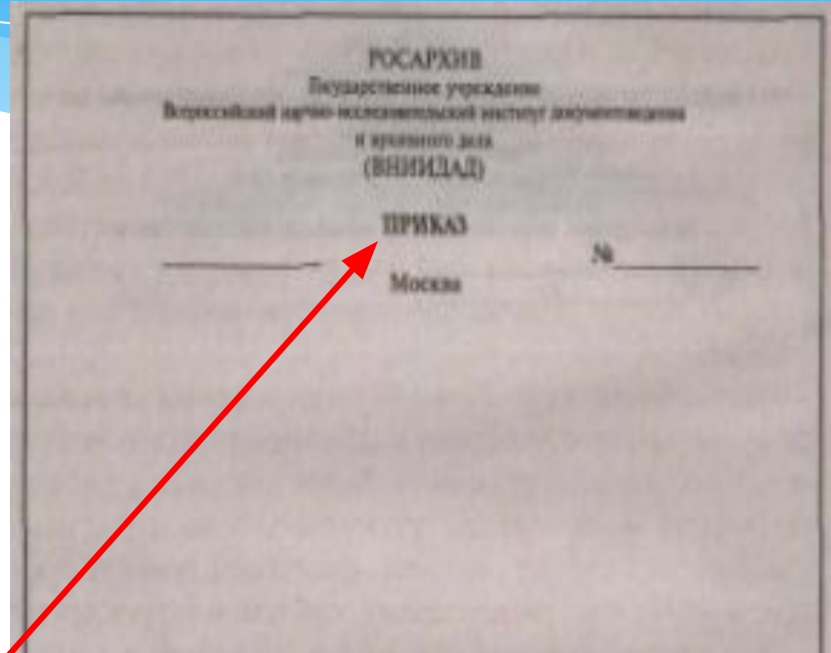 РОСАРХИВ
Государственное учреждение
Всероссийский научно-исследовательский институт документоведения
и архивного дела
(ВНИИДАД)
ПРИКАЗ
№
Москва